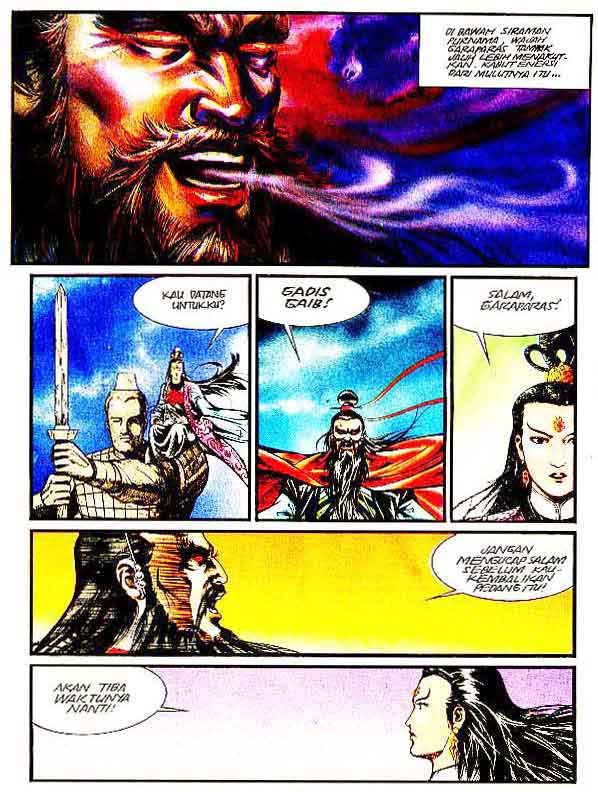 DI BAWAH SIRAMAN
PURNAMA, WAJAH
GARAPARAS TAMPAK
JAUH LEBIH MENAKUT-
KAN. KABUT ENERSI
DARI MULUTNYA ITU...
KAU DATANG
UNTUKKU?
GADIS
GAIB!
SALAM,
GARAPARAS!
JANGAN
MENGUCAP SALAM
SEBELUM KAU-
KEMBALIKAN
PEDANG ITU!
AKAN TIBA
WAKTUNYA
NANTI!